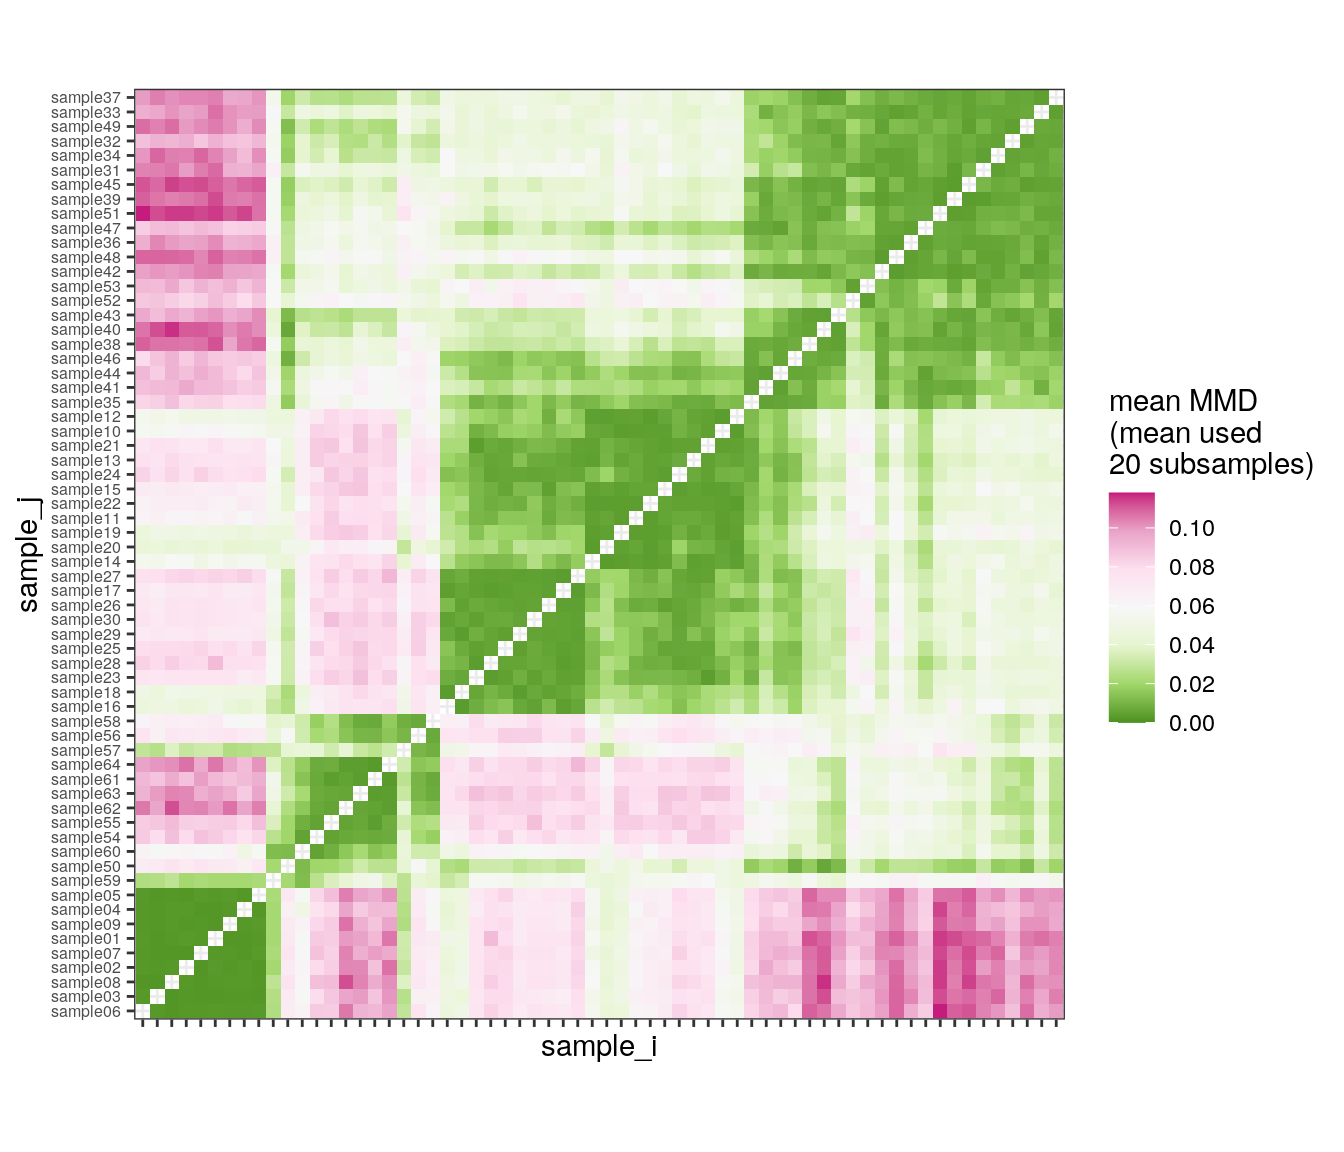 sample37
sample33
sample49
sample32
sample34
sample31
sample45
sample39
sample51
sample47
sample36
sample48
sample42
sample53
sample52
sample43
sample40
sample38
sample46
sample44
sample41
sample35
sample12
sample10
sample21
sample13
sample24
sample15
sample22
sample11
sample19
sample20
sample14
sample27
sample17
sample26
sample30
sample29
sample25
sample28
sample23
sample18
sample16
sample58
sample56
sample57
sample64
sample61
sample63
sample62
sample55
sample54
sample60
sample50
sample59
sample05
sample04
sample09
sample01
sample07
sample02
sample08
sample03
sample06
sample_j
sample_i
mean MMD
(mean used
20 subsamples)
0.10
0.08
0.06
0.04
0.02
0.00